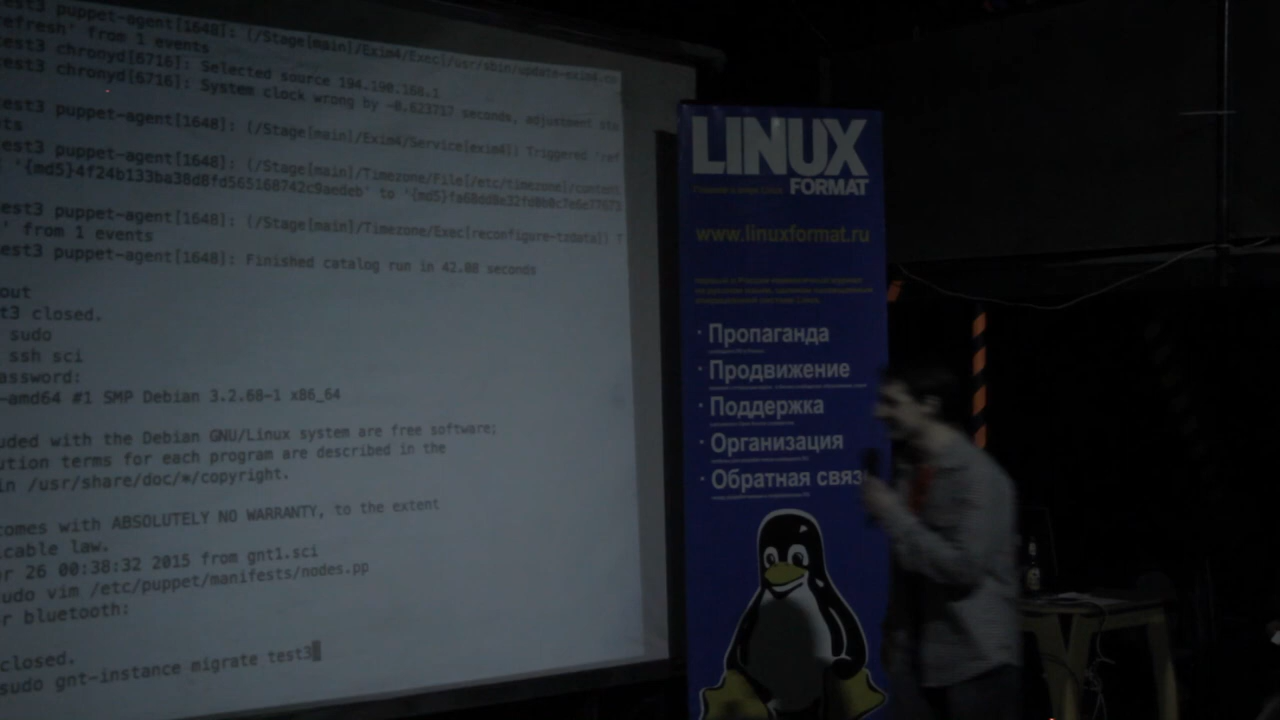 est3 puppet-agent[1648]: (/Stage[main]/Exim4/Exec[/usr/sbin/update-exim4-co
refresh' from 1 events
est3 chronyd[6716]: Selected source 194.190.168.1
est3 chronyd[6716]: System clock wrong by -0.623717 seconds, adjustment sta
est3 puppet-agent[1648]: (/Stage[main]/Exim4/Service[exim4]) Triggered 'ref
ts
est3 puppet-agent[1648]: (/Stage[main]/Timezone/File[/etc/timezone]/content
'{md5}4f24b133ba38d8fd565168742c9aedeb' to '{md5}
est3 puppet-agent[1648]: (/Stage[main]/Timezone/Exec[reconfigure-tzdata]) T
' from 1 events
est3 puppet-agent[1648]: Finished catalog run in 42.08 seconds
out
t3 closed.
sudo
ssh sci
assword:
-amd64 #1 SMP Debian 3.2.68-1 x86_64
uded with the Debian GNU/Linux system are free software;
ution terms for each program are described in the
in /usr/share/doc/*/copyright.
comes with ABSOLUTELY NO WARRANTY, to the extent
icable law.
r 26 00:38:32 2015 from gnt1.sci
udo vim /etc/puppet/manifests/nodes.pp
r bluetooth:
closed.
sudo gnt-instance migrate test3
LINUX
FORMAT
www.linuxformat.ru
· Пропаганда
· Продвижение
· Поддержка
· Организация
· Обратная связ